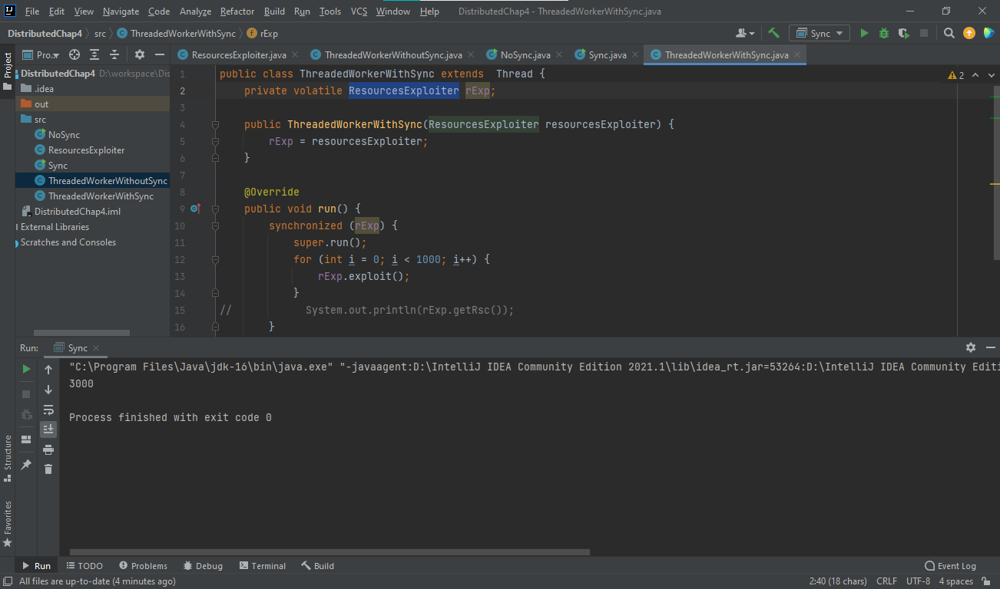 File Edit View Navigate Code Analyze Refactor Build Run Tools VCS Window Help DistributedChap4 - ThreadedWorkerWithSync.java
DistributedChap4 src ThreadedWorkerWithSync rExp Sync
Project
Pro... ResourcesExploiter.java ThreadedWorkerWithoutSync.java NoSync.java Sync.java ThreadedWorkerWithSync.java
DistributedChap4 D:\workspace\Dis
.idea
out
src
NoSync
ResourcesExploiter
Sync
ThreadedWorkerWithoutSync
ThreadedWorkerWithSync
DistributedChap4.iml
External Libraries
Scratches and Consoles
2
1 public class ThreadedWorkerWithSync extends  Thread {
2 private volatile ResourcesExploiter rExp;
3
4 public ThreadedWorkerWithSync(ResourcesExploiter resourcesExploiter) {
5 rExp = resourcesExploiter;
6 }
7
8 @Override
9 public void run() {
10 synchronized (rExp) {
11 super.run();
12 for (int i = 0; i < 1000; i++) {
13 rExp.exploit();
14 }
15 //            System.out.println(rExp.getRsc());
16 }
Run: Sync
"C:\Program Files\Java\jdk-16\bin\java.exe" "-javaagent:D:\IntelliJ IDEA Community Edition 2021.1\lib\idea_rt.jar=53264:D:\IntelliJ IDEA Community Editi
3000
Process finished with exit code 0
Structure
Favorites
Run TODO Problems Debug Terminal Build Event Log
All files are up-to-date (4 minutes ago) 2:40 (18 chars) CRLF UTF-8 4 spaces